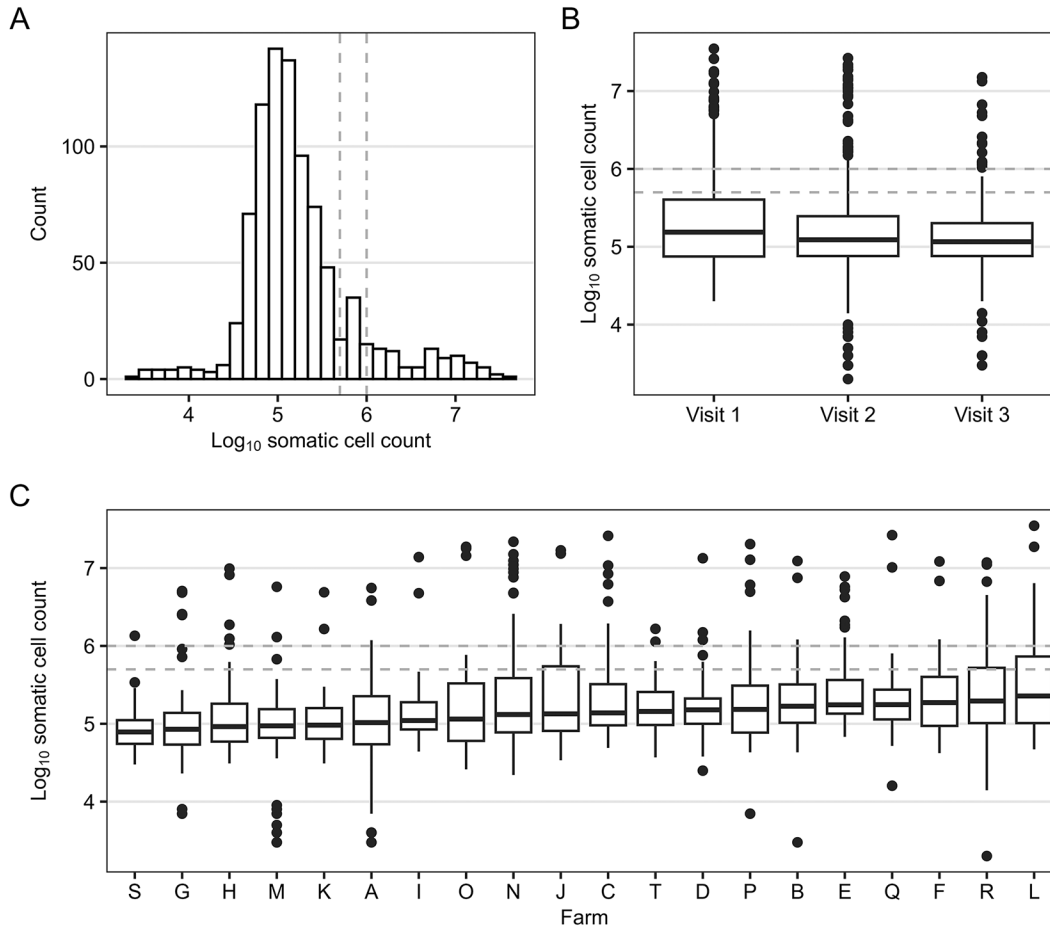 A
Count
100
50
0
4 5 6 7
Log₁₀ somatic cell count
B
Log₁₀ somatic cell count
7
6
5
4
Visit 1 Visit 2 Visit 3
C
Log₁₀ somatic cell count
7
6
5
4
S G H M K A I O N J C T D P B E Q F R L
Farm